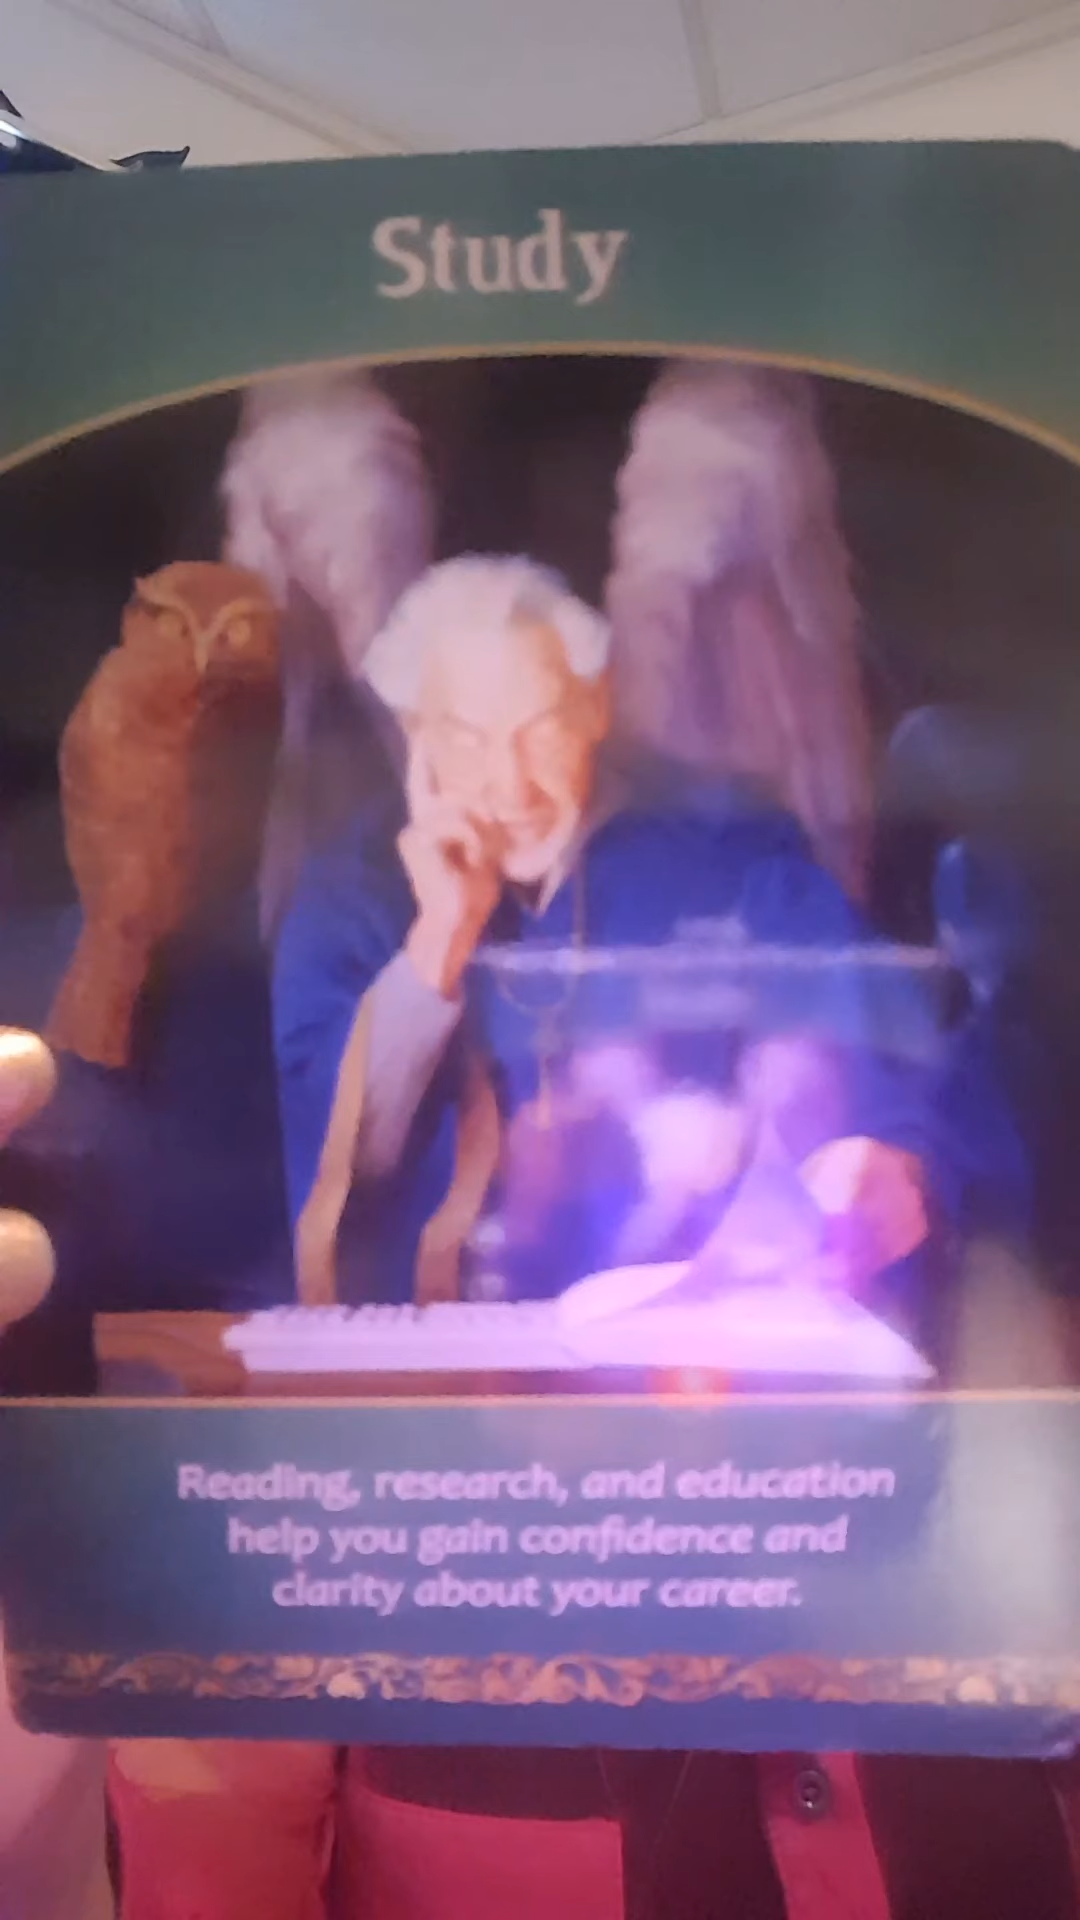 Study
Reading, research, and education
help you gain confidence and
clarity about your career.